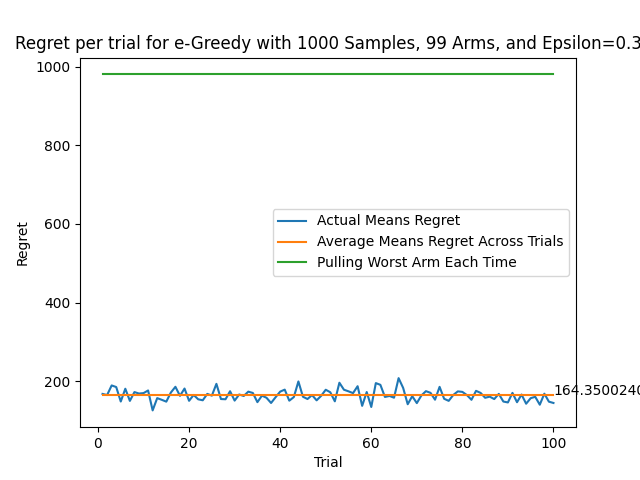 Regret per trial for e-Greedy with 1000 Samples, 99 Arms, and Epsilon=0.3
1000
800
600
400
200
Regret
Actual Means Regret
Average Means Regret Across Trials
Pulling Worst Arm Each Time
164.3500240
0
20
40
60
80
100
Trial